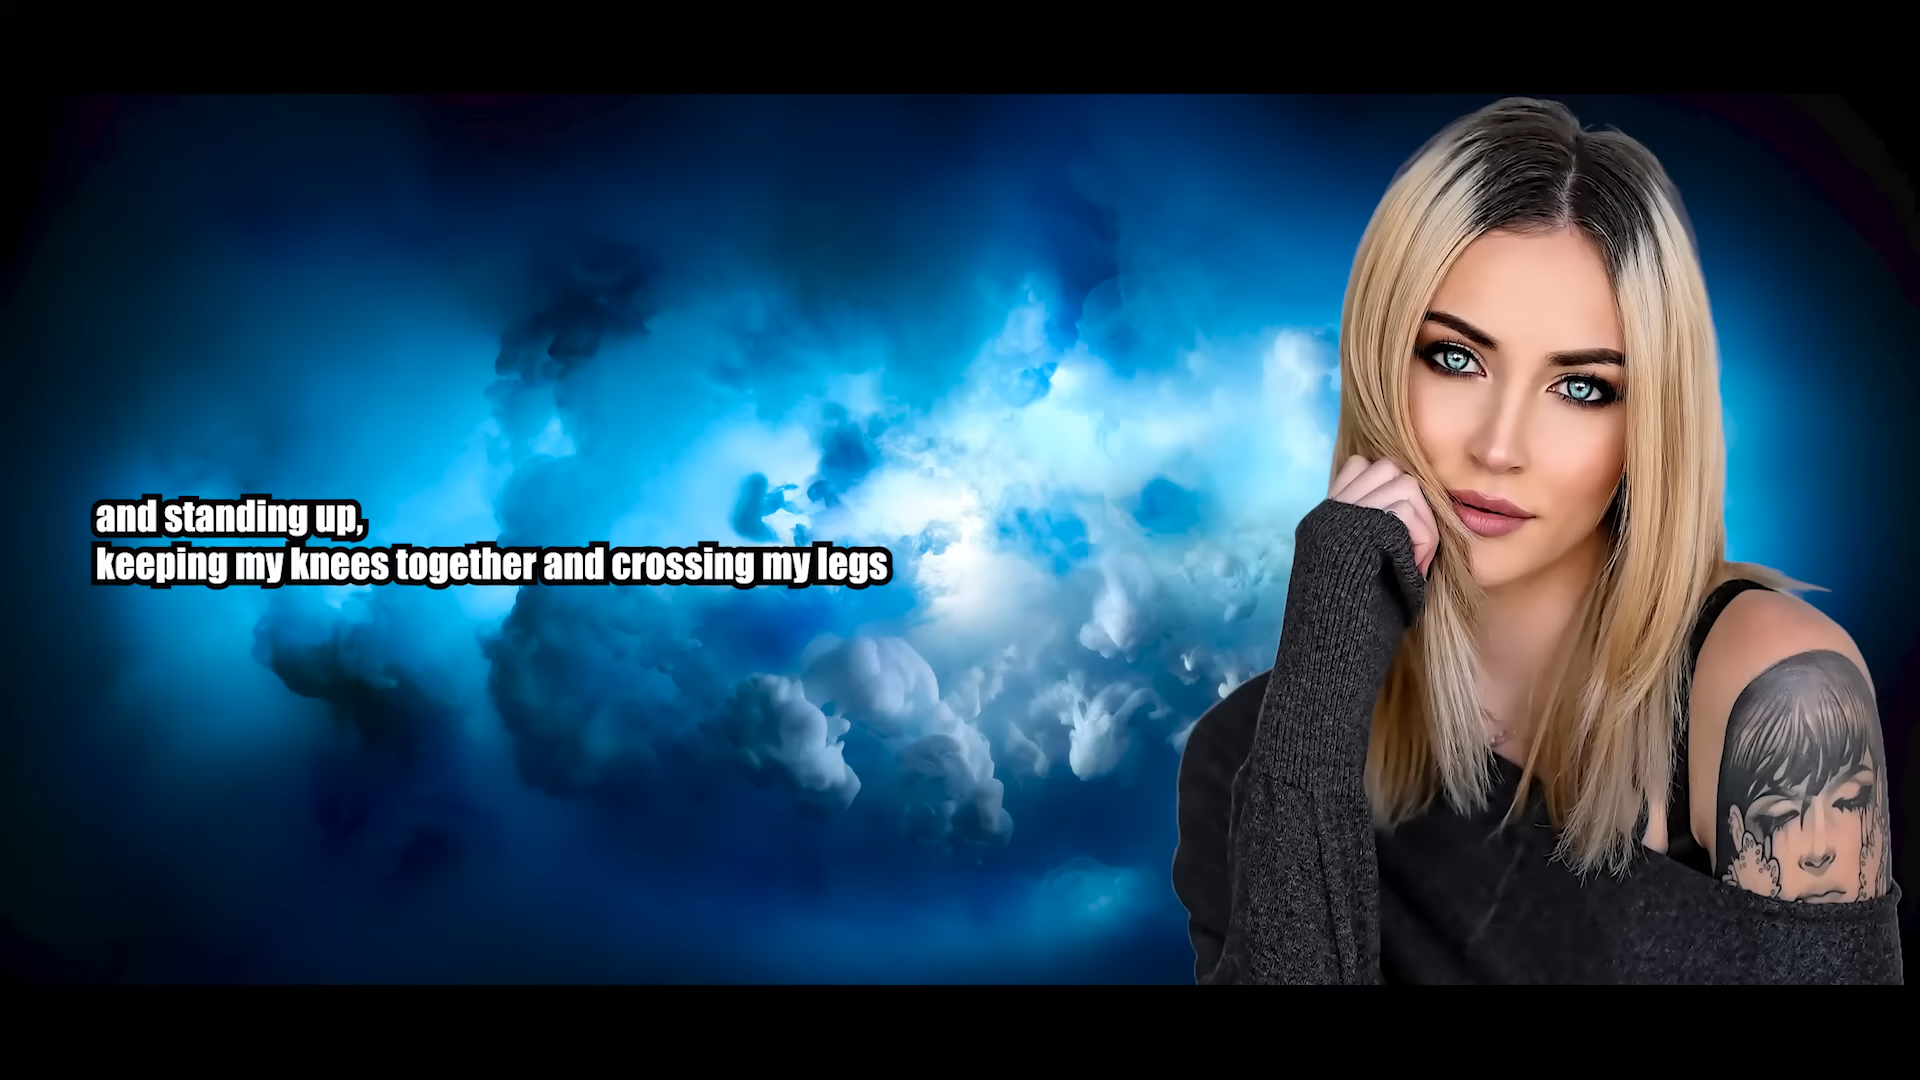 and standing up,
keeping my knees together and crossing my legs